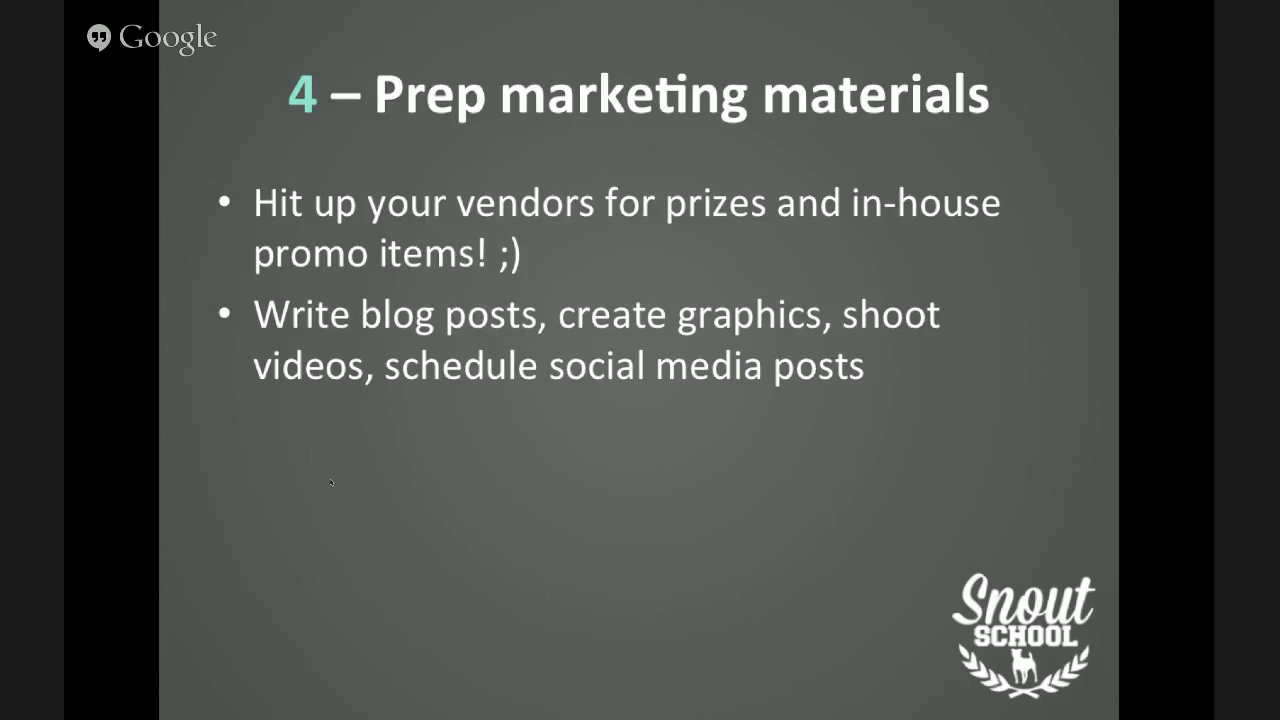 Google
4 – Prep marketing materials
• Hit up your vendors for prizes and in-house
promo items! ;)
• Write blog posts, create graphics, shoot
videos, schedule social media posts
Snout
SCHOOL